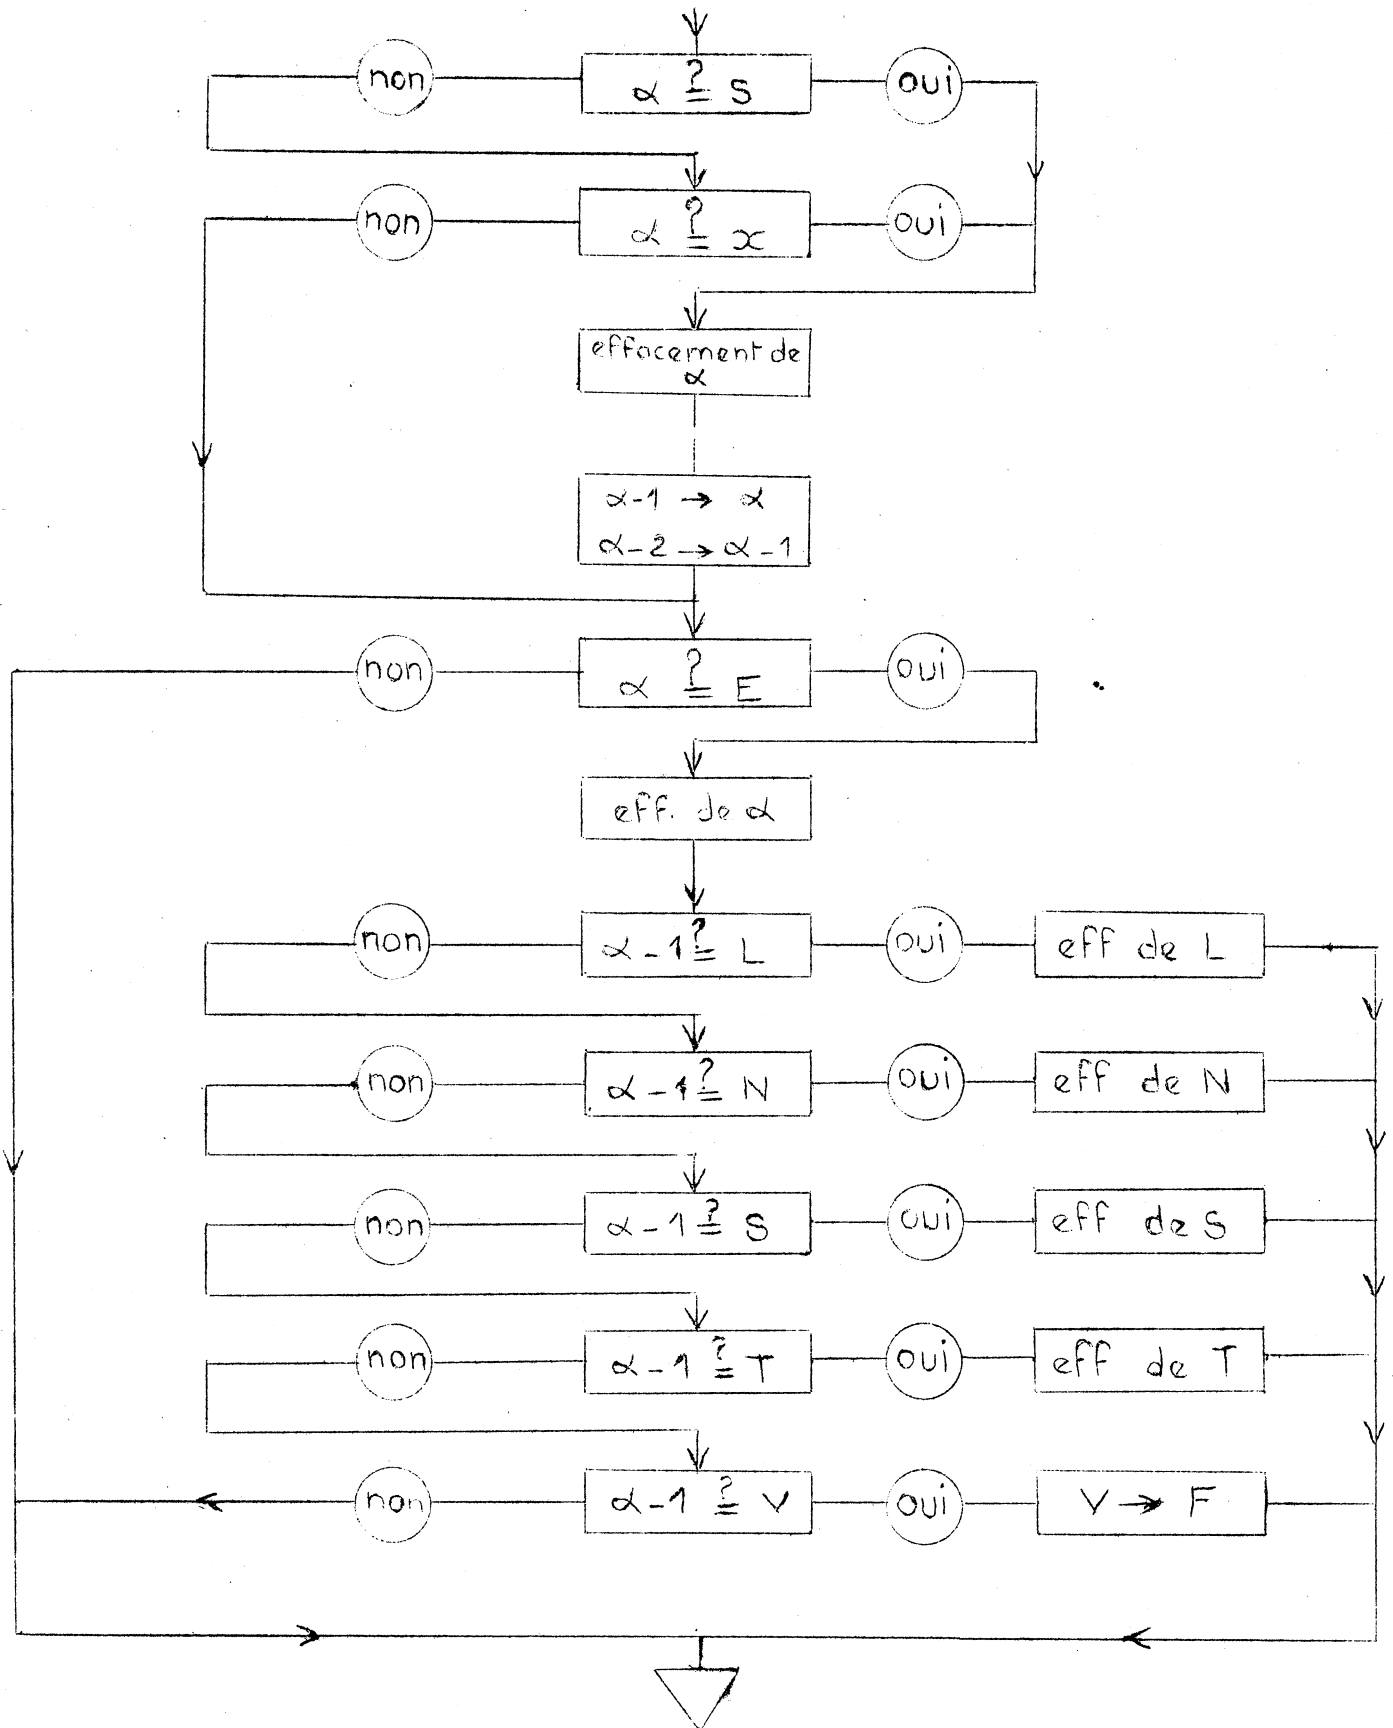 non α ≟ S oui
non α ≟ x oui
effacement de
α
α-1 → α
α-2 → α-1
non α ≟ E oui
eff. de α
non α-1 ≟ L oui eff de L
non α-1 ≟ N oui eff de N
non α-1 ≟ S oui eff de S
non α-1 ≟ T oui eff de T
non α-1 ≟ V oui V → F